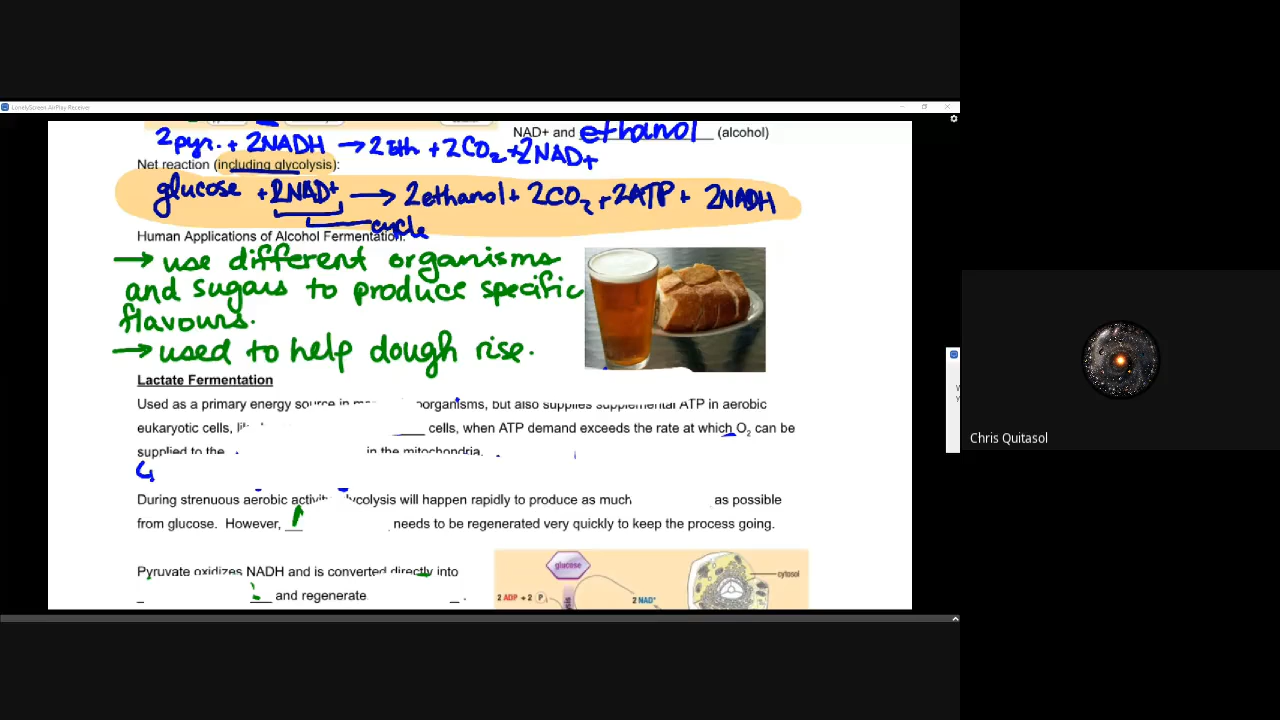 LonelyScreen AirPlay Receiver
NAD+ and ethanol (alcohol)
2 pyr. + 2NADH → 2 Eth + 2CO2 + 2NAD+
Net reaction (including glycolysis):
glucose + 2NAD+ → 2 ethanol + 2CO2 + 2ATP + 2NADH
cycle
Human Applications of Alcohol Fermentation:
→ use different organisms
and sugars to produce specific
flavours.
→ used to help dough rise.
Lactate Fermentation
Used as a primary energy source in , but also supplies supplemental ATP in aerobic
eukaryotic cells, cells, when ATP demand exceeds the rate at which O2 can be
supplied to the in the mitochondria.
During strenuous aerobic glycolysis will happen rapidly to produce as much as possible
from glucose. However, needs to be regenerated very quickly to keep the process going.
Pyruvate oxidizes NADH and is converted directly into
and regenerate .
glucose
cytosol
2 ADP + 2 P
2 NAD+
Chris Quitasol